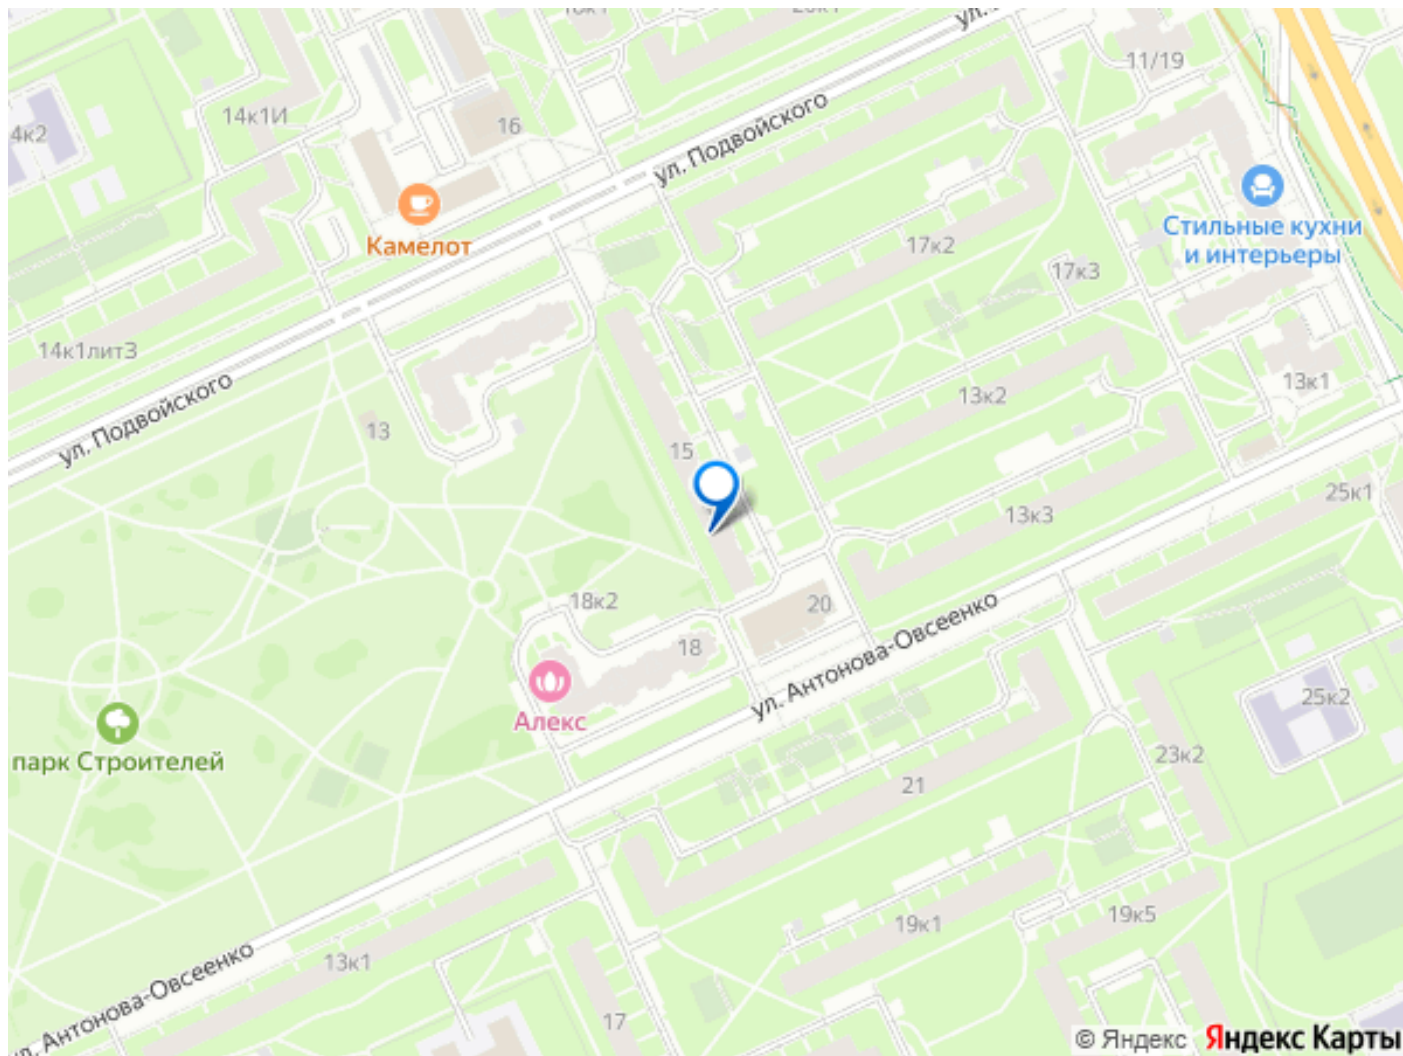 ул.
11/19
14к1И
4к2
16
ул. Подвойского
Камелот
17к2
Стильные кухни
и интерьеры
17к3
14к1лит3
13к1
13к2
ул. Подвойского
13
15
25к1
13к3
18к2
20
ул. Антонова-Овсеенко
18
25к2
Алекс
парк Строителей
23к2
21
19к5
19к1
13к1
ул. Антонова-Овсеенко
17
© Яндекс Яндекс Карты